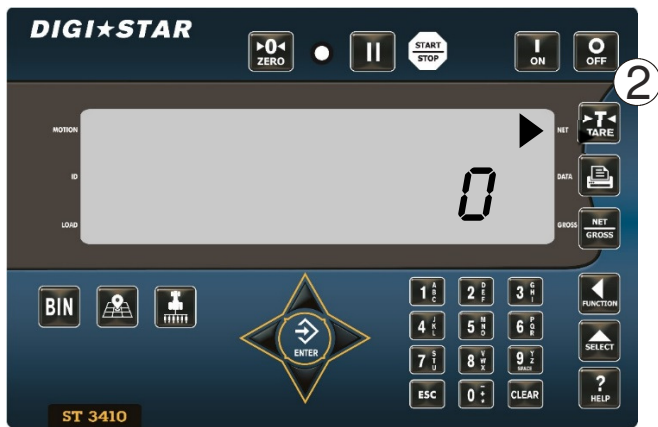 DIGI★STAR
►0◄
ZERO
START
STOP
I
ON
O
OFF
2
MOTION
NET
►T◄
TARE
0
ID
DATA
LOAD
GROSS
NET
GROSS
BIN
ENTER
1 A B C
2 D E F
3 G H I
4 J K L
5 M N O
6 P Q R
7 S T U
8 V W X
9 Y Z SPACE
ESC
0 - + *
CLEAR
FUNCTION
SELECT
?
HELP
ST 3410